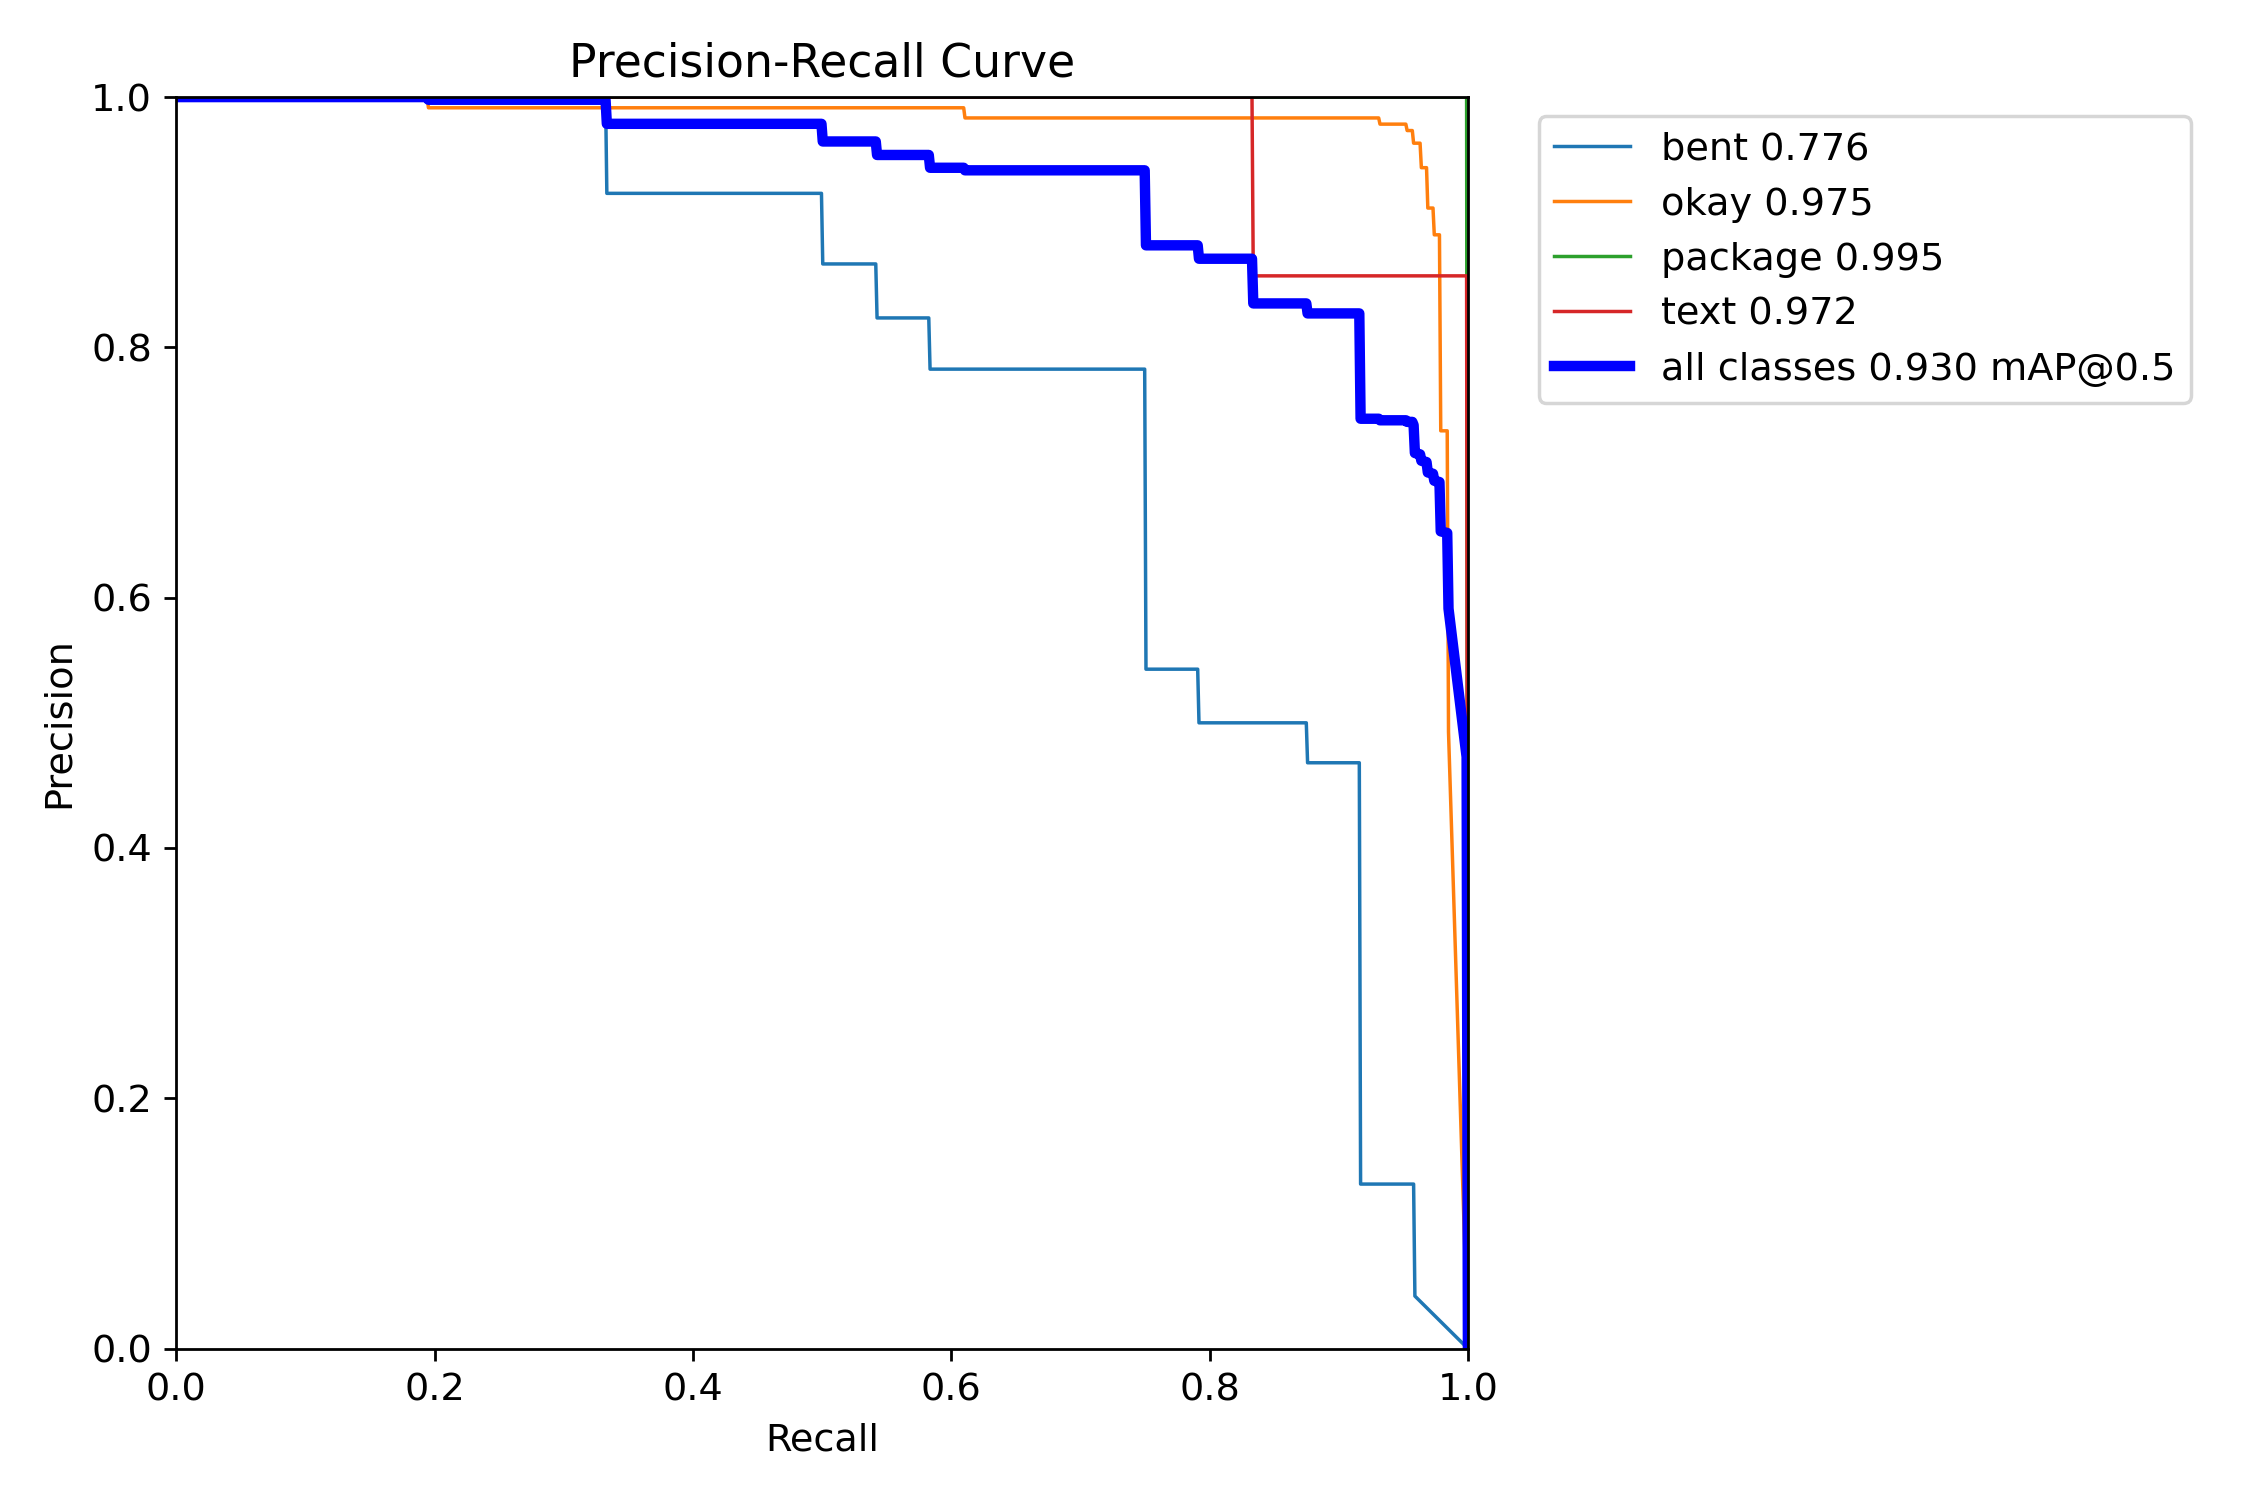 Precision-Recall Curve
1.0
0.8
0.6
0.4
0.2
0.0
Precision
0.0 0.2 0.4 0.6 0.8 1.0
Recall
bent 0.776
okay 0.975
package 0.995
text 0.972
all classes 0.930 mAP@0.5